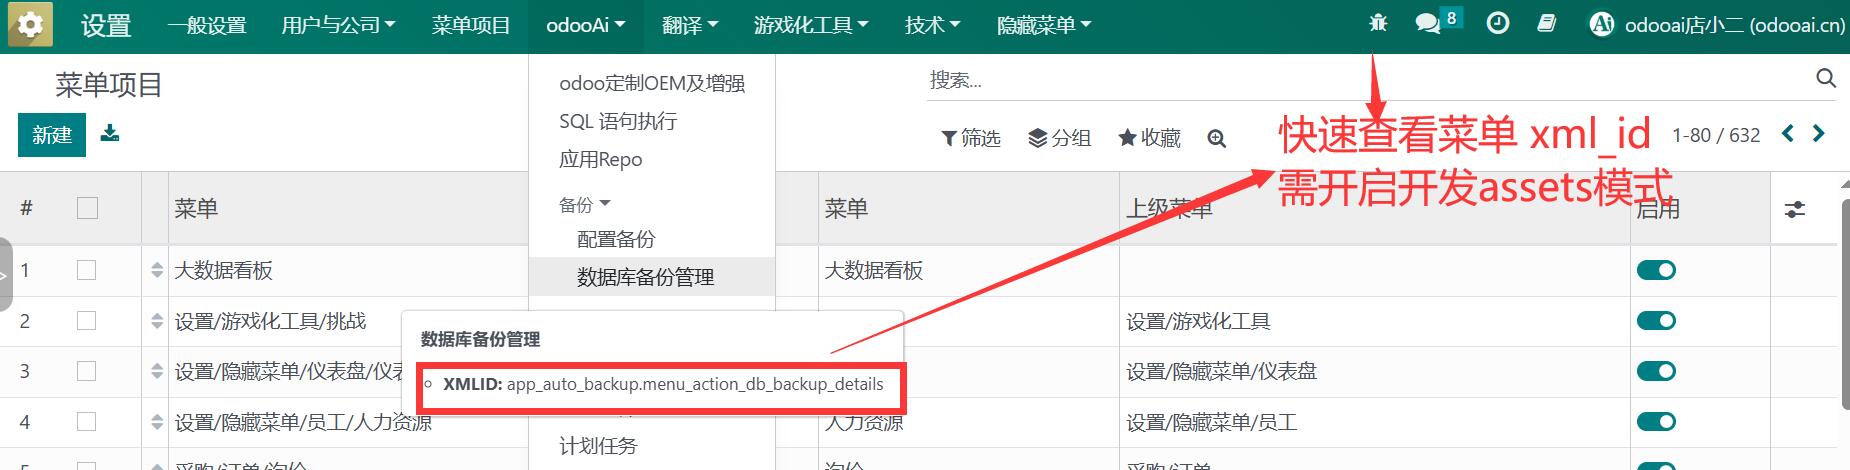 设置 一般设置 用户与公司 菜单项目 odooAi 翻译 游戏化工具 技术 隐藏菜单 8 Ai odooai店小二 (odooai.cn)
菜单项目
搜索...
新建
筛选 分组 收藏 1-80 / 632
odoo定制OEM及增强
SQL 语句执行
应用Repo
备份
配置备份
数据库备份管理
计划任务
快速查看菜单 xml_id
需开启开发assets模式
# 菜单 菜单 上级菜单 启用
1 大数据看板 大数据看板
2 设置/游戏化工具/挑战 设置/游戏化工具
3 设置/隐藏菜单/仪表盘/仪表 设置/隐藏菜单/仪表盘
4 设置/隐藏菜单/员工/人力资源 人力资源 设置/隐藏菜单/员工
5 采购/订单/询价 询价 采购/订单
数据库备份管理
XMLID: app_auto_backup.menu_action_db_backup_details